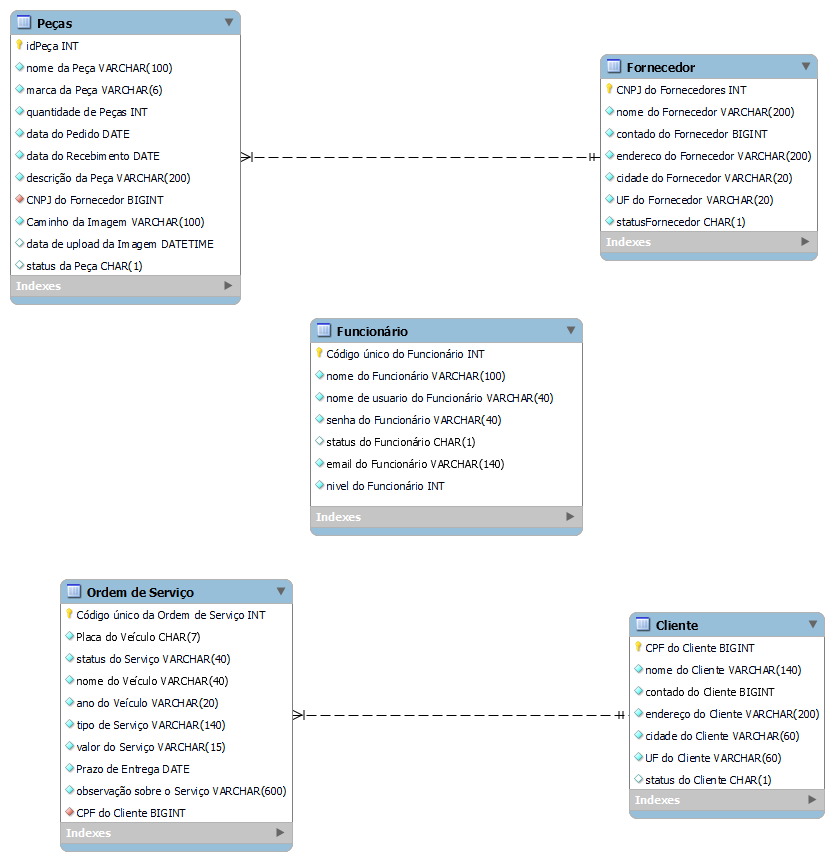 Peças
idPeça INT
nome da Peça VARCHAR(100)
marca da Peça VARCHAR(6)
quantidade de Peças INT
data do Pedido DATE
data do Recebimento DATE
descrição da Peça VARCHAR(200)
CNPJ do Fornecedor BIGINT
Caminho da Imagem VARCHAR(100)
data de upload da Imagem DATETIME
status da Peça CHAR(1)
Indexes
Fornecedor
CNPJ do Fornecedores INT
nome do Fornecedor VARCHAR(200)
contado do Fornecedor BIGINT
endereco do Fornecedor VARCHAR(200)
cidade do Fornecedor VARCHAR(20)
UF do Fornecedor VARCHAR(20)
statusFornecedor CHAR(1)
Indexes
Funcionário
Código único do Funcionário INT
nome do Funcionário VARCHAR(100)
nome de usuario do Funcionário VARCHAR(40)
senha do Funcionário VARCHAR(40)
status do Funcionário CHAR(1)
email do Funcionário VARCHAR(140)
nivel do Funcionário INT
Indexes
Ordem de Serviço
Código único da Ordem de Serviço INT
Placa do Veículo CHAR(7)
status do Serviço VARCHAR(40)
nome do Veículo VARCHAR(40)
ano do Veículo VARCHAR(20)
tipo de Serviço VARCHAR(140)
valor do Serviço VARCHAR(15)
Prazo de Entrega DATE
observação sobre o Serviço VARCHAR(600)
CPF do Cliente BIGINT
Indexes
Cliente
CPF do Cliente BIGINT
nome do Cliente VARCHAR(140)
contado do Cliente BIGINT
endereço do Cliente VARCHAR(200)
cidade do Cliente VARCHAR(60)
UF do Cliente VARCHAR(60)
status do Cliente CHAR(1)
Indexes